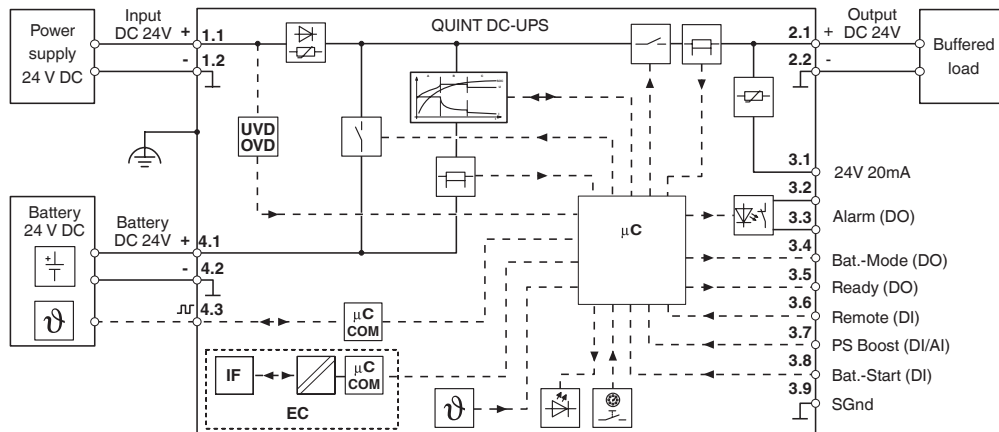 Power
supply
24 V DC
Input
DC 24V
+
1.1
-
1.2
QUINT DC-UPS
2.1
+
2.2
-
Output
DC 24V
Buffered
load
UVD
OVD
3.1
24V 20mA
3.2
3.3
Alarm (DO)
μC
Battery
24 V DC
+
ϑ
Battery
DC 24V
+
4.1
-
4.2
4.3
μC
COM
3.4
Bat.-Mode (DO)
3.5
Ready (DO)
3.6
Remote (DI)
3.7
PS Boost (DI/AI)
3.8
Bat.-Start (DI)
3.9
SGnd
IF
μC
COM
EC
ϑ